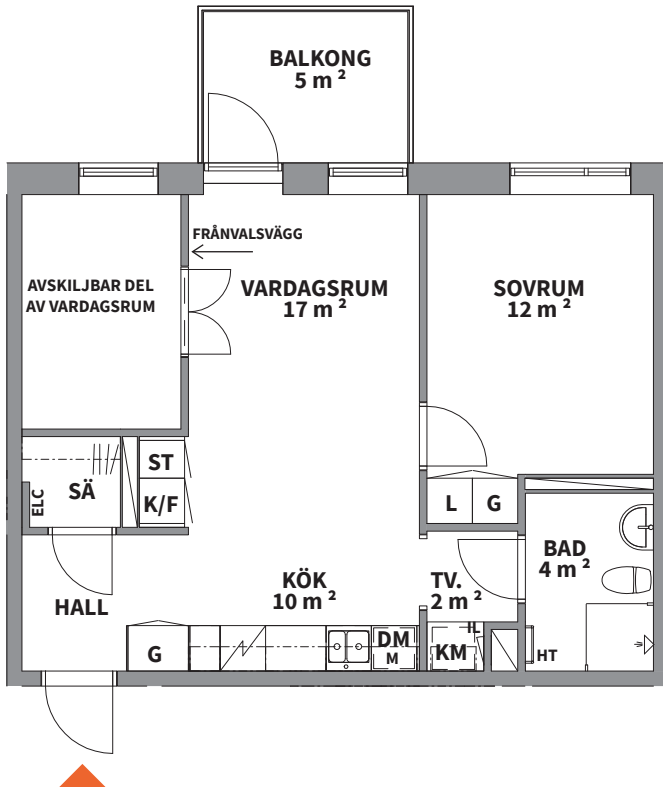 BALKONG
5 m ²
FRÅNVALSVÄGG
AVSKILJBAR DEL
AV VARDAGSRUM
VARDAGSRUM
17 m ²
SOVRUM
12 m ²
ST
K/F
SÄ
ELC
L
G
BAD
4 m ²
KÖK
10 m ²
TV.
2 m ²
HALL
G
DM
M
KM
IL
HT